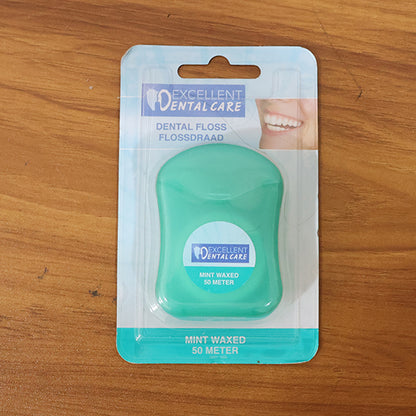 EXCELLENT
DENTAL CARE
DENTAL FLOSS
FLOSSDRAAD
EXCELLENT
DENTAL CARE
MINT WAXED
50 METER
MINT WAXED
50 METER